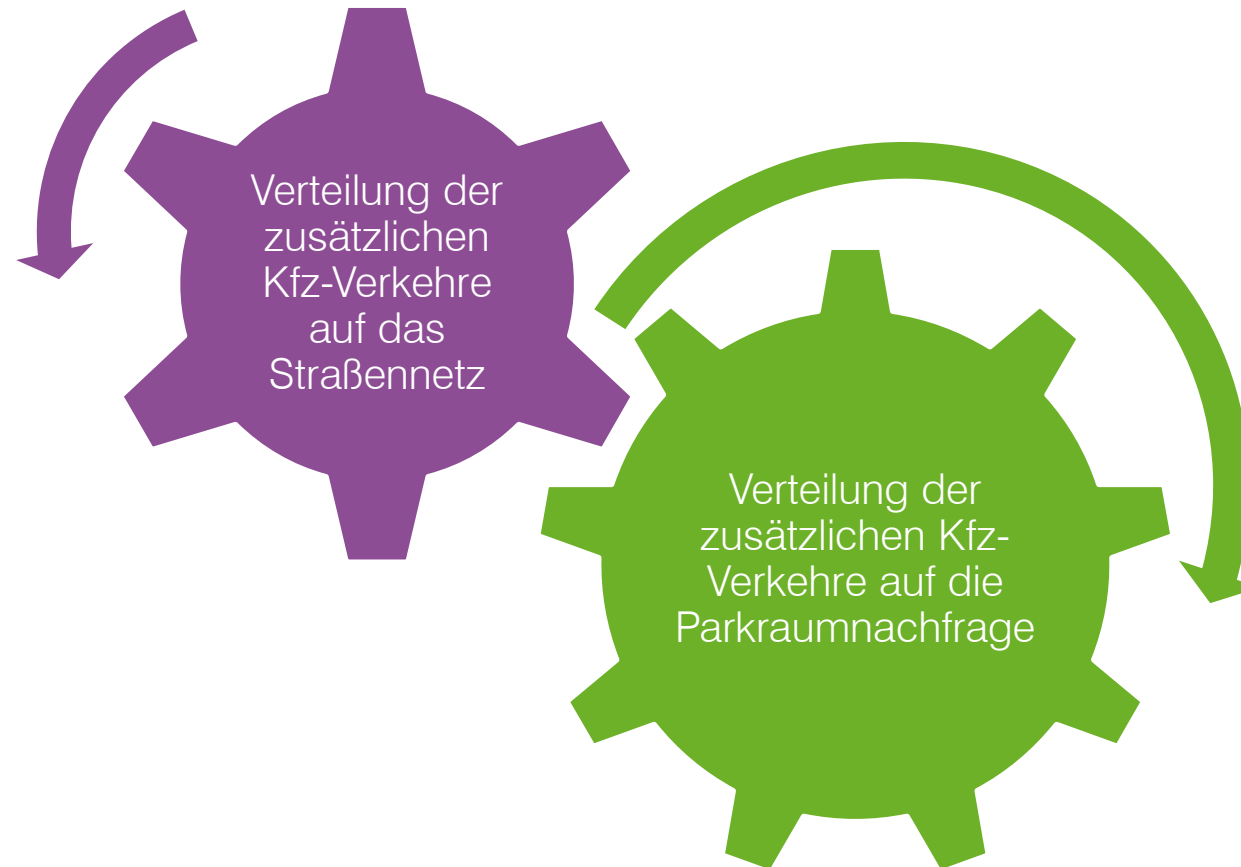 Verteilung der
zusätzlichen
Kfz-Verkehre
auf das
Straßennetz
Verteilung der
zusätzlichen Kfz-
Verkehre auf die
Parkraumnachfrage